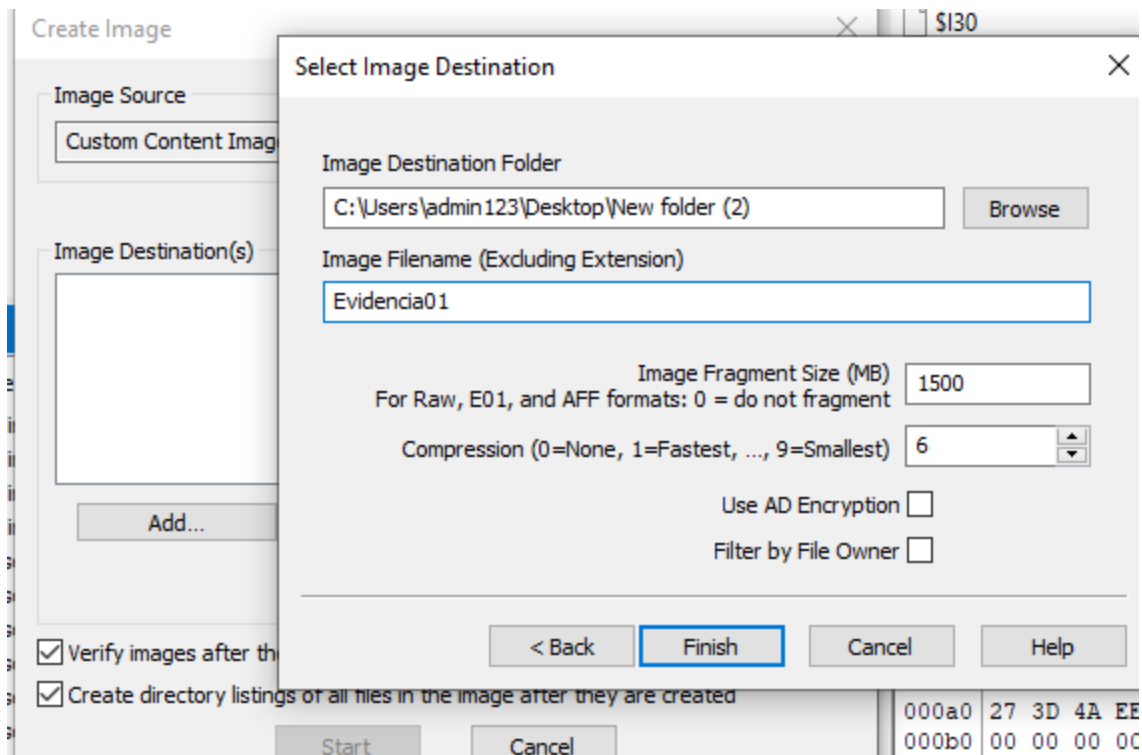 Create Image
$I30
Select Image Destination
Image Source
Custom Content Imag
Image Destination Folder
C:\Users\admin123\Desktop\New folder (2)
Browse
Image Destination(s)
Image Filename (Excluding Extension)
Evidencia01
Image Fragment Size (MB)
For Raw, E01, and AFF formats: 0 = do not fragment
1500
Compression (0=None, 1=Fastest, ..., 9=Smallest)
6
Add...
Use AD Encryption
Filter by File Owner
< Back
Finish
Cancel
Help
Verify images after
Create directory listings of all files in the image after they are created
000a0 27 3D 4A EE
000b0 00 00 00 00
Start
Cancel